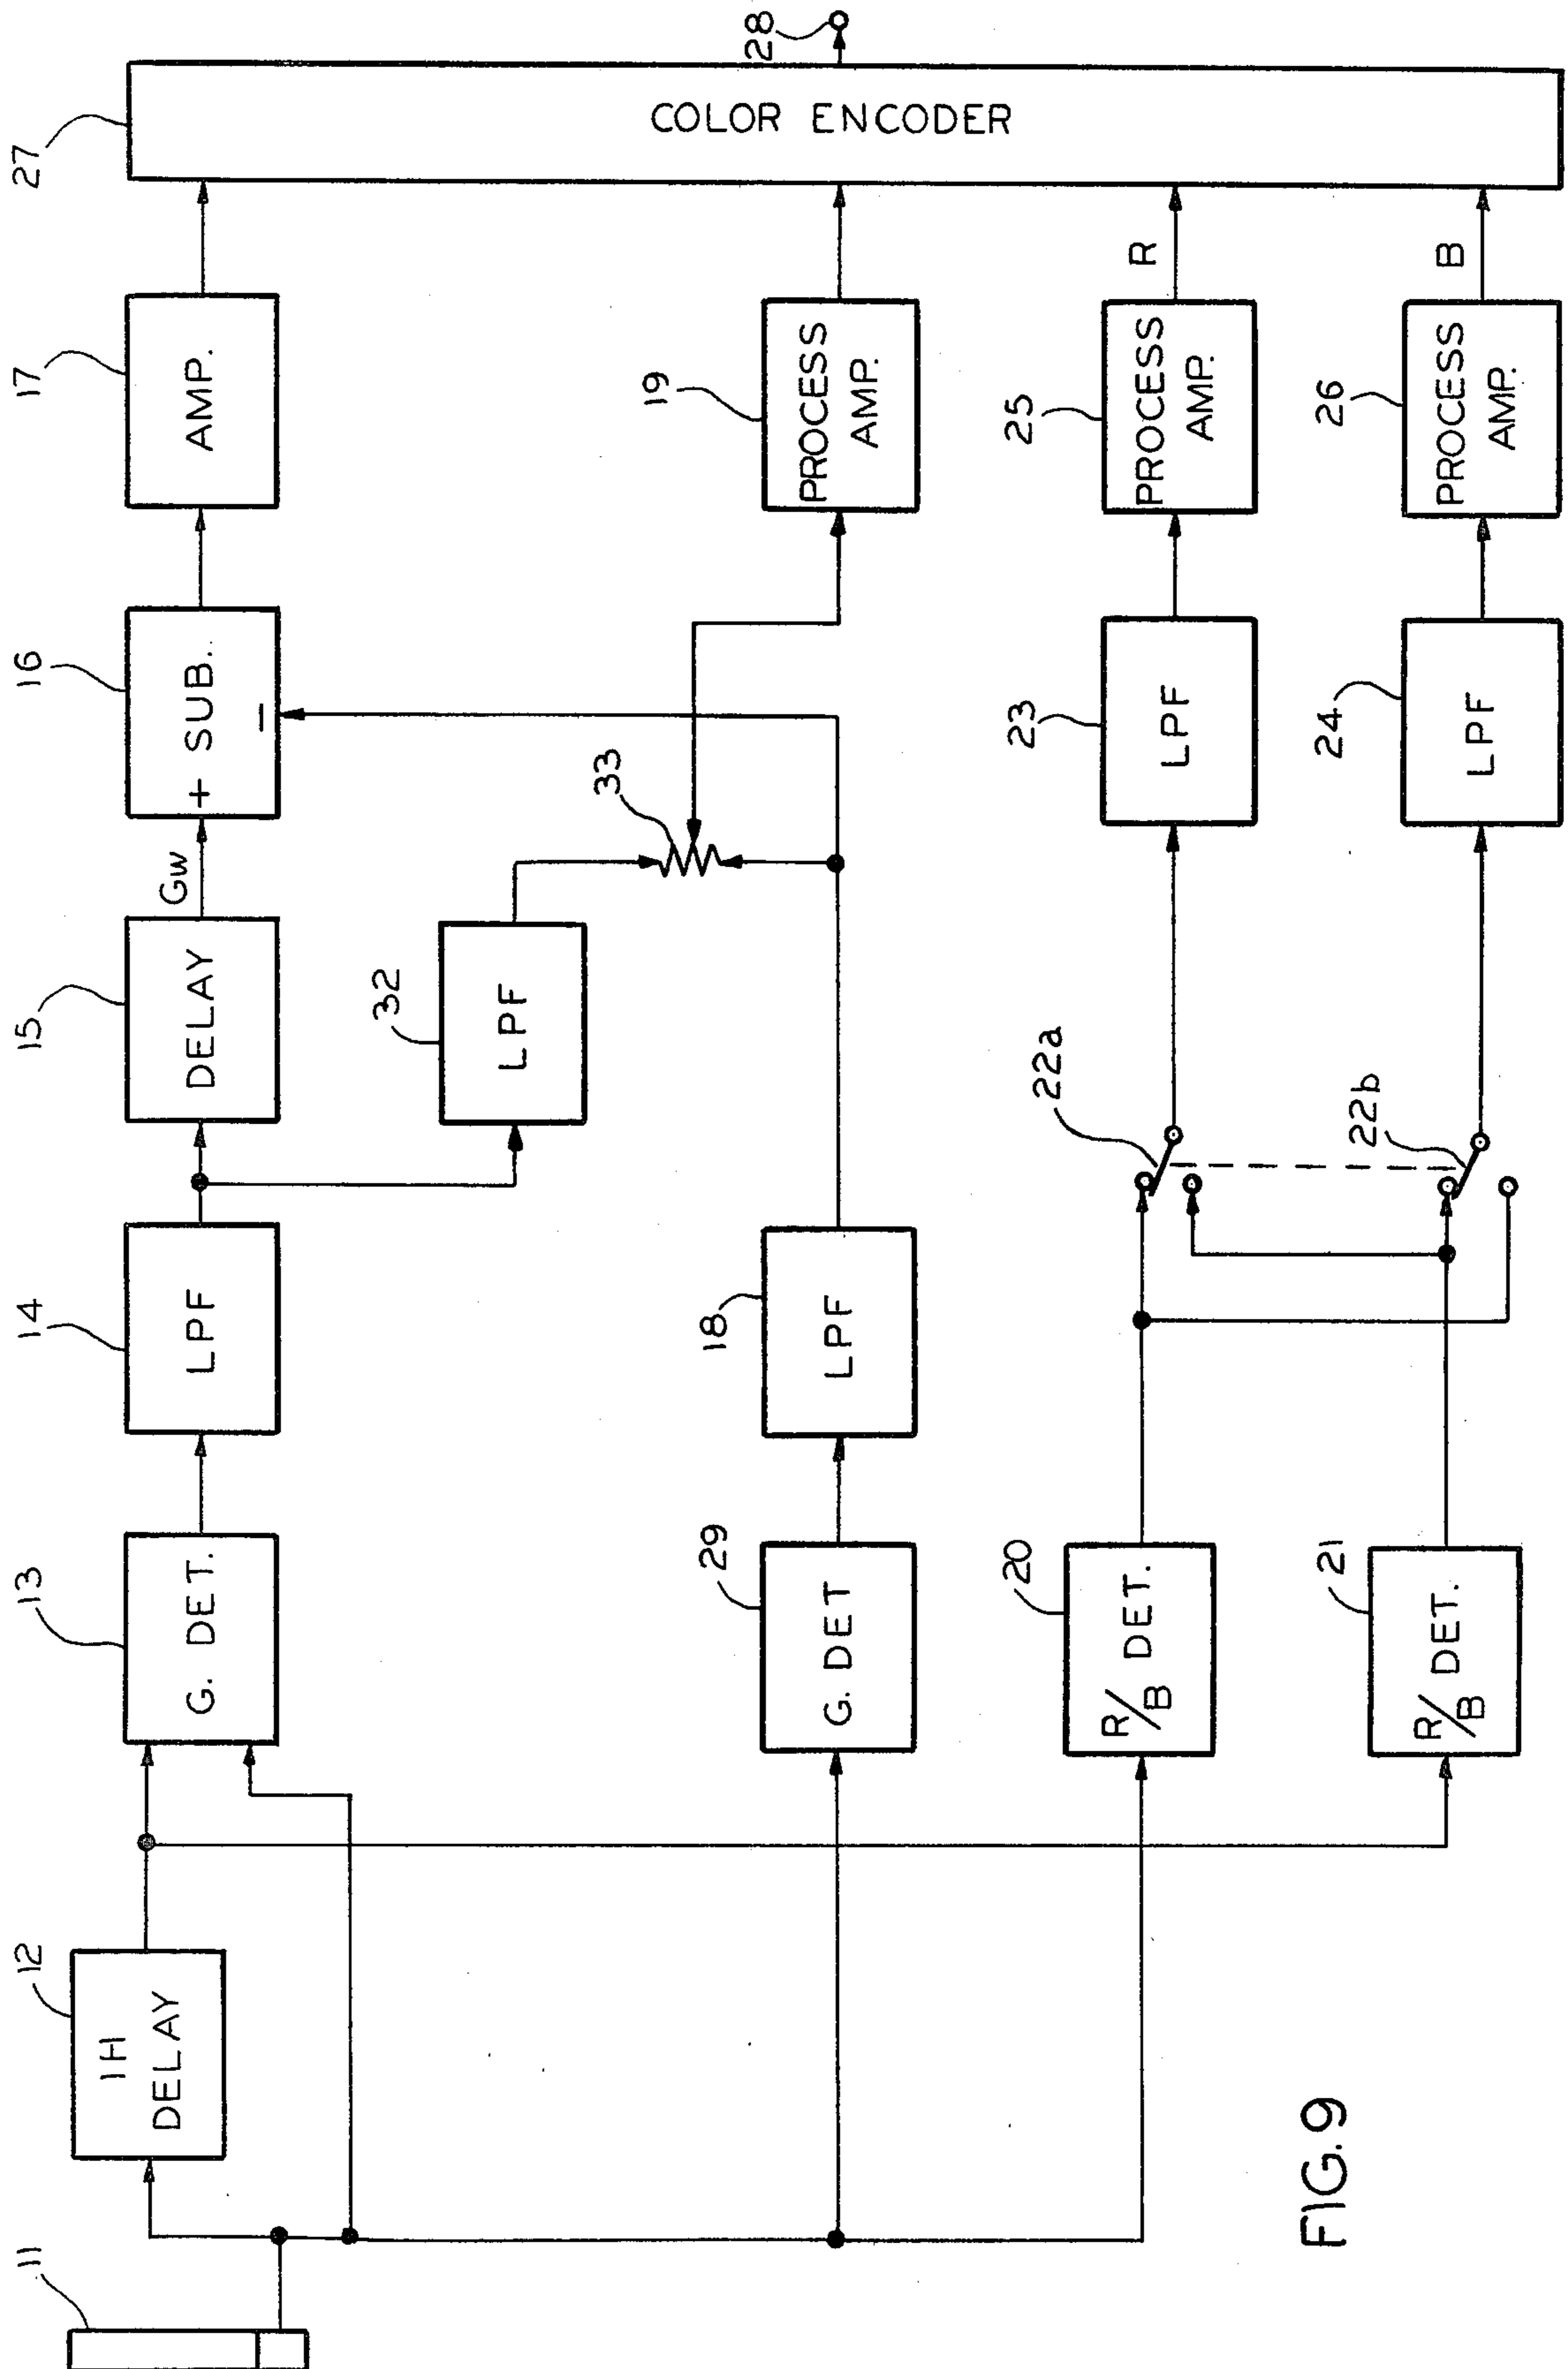 11
12
1H
DELAY
13
G. DET.
14
LPF
15
DELAY
Gw
16
+ SUB.
−
17
AMP.
27
COLOR ENCODER
28
32
LPF
33
29
G. DET
18
LPF
19
PROCESS
AMP.
20
R/B DET.
22a
23
LPF
25
PROCESS
AMP.
R
21
R/B DET.
22b
24
LPF
26
PROCESS
AMP.
B
FIG. 9